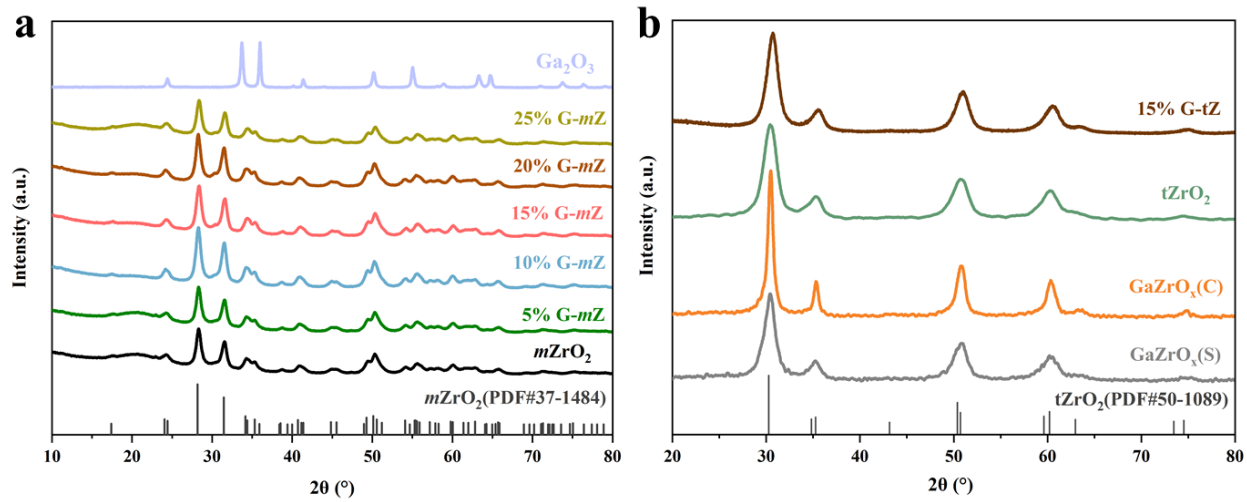 a
Ga₂O₃
25% G-mZ
20% G-mZ
15% G-mZ
10% G-mZ
5% G-mZ
mZrO₂
mZrO₂(PDF#37-1484)
Intensity (a.u.)
10 20 30 40 50 60 70 80
2θ (°)
b
15% G-tZ
tZrO₂
GaZrOₓ(C)
GaZrOₓ(S)
tZrO₂(PDF#50-1089)
Intensity (a.u.)
20 30 40 50 60 70 80
2θ (°)